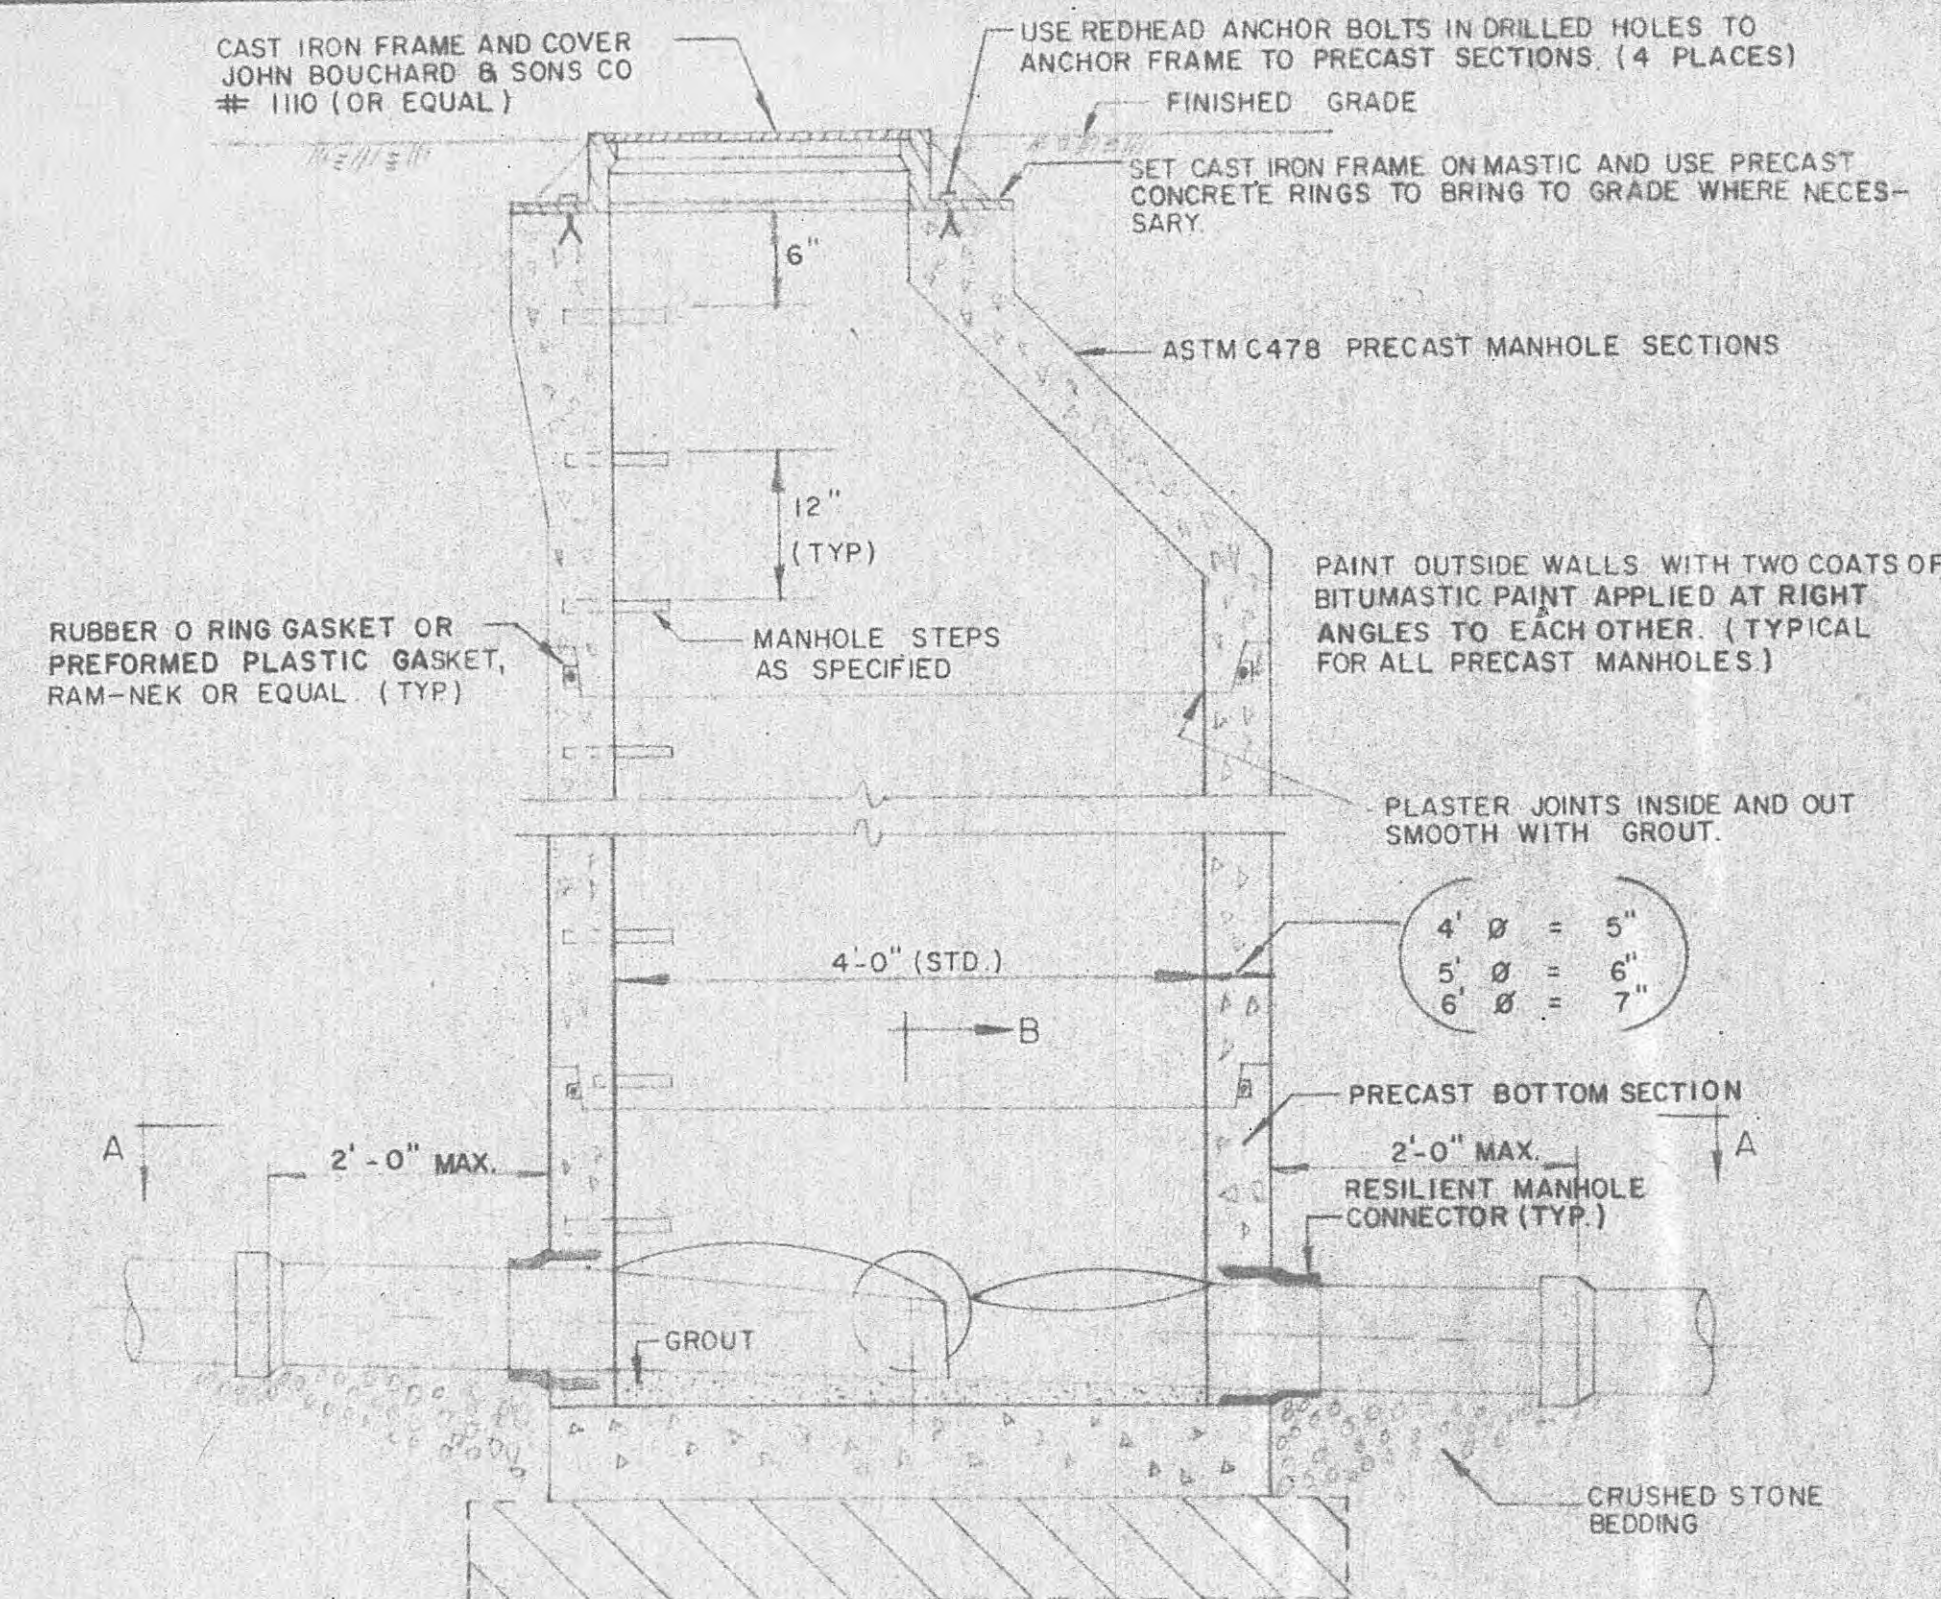 CAST IRON FRAME AND COVER
JOHN BOUCHARD & SONS CO
# 1110 (OR EQUAL)
USE REDHEAD ANCHOR BOLTS IN DRILLED HOLES TO
ANCHOR FRAME TO PRECAST SECTIONS. (4 PLACES)
FINISHED GRADE
SET CAST IRON FRAME ON MASTIC AND USE PRECAST
CONCRETE RINGS TO BRING TO GRADE WHERE NECES-
SARY.
6"
ASTM C478 PRECAST MANHOLE SECTIONS
12"
(TYP)
PAINT OUTSIDE WALLS WITH TWO COATS OF
BITUMASTIC PAINT APPLIED AT RIGHT
ANGLES TO EACH OTHER. (TYPICAL
FOR ALL PRECAST MANHOLES.)
RUBBER O RING GASKET OR
PREFORMED PLASTIC GASKET,
RAM-NEK OR EQUAL. (TYP)
MANHOLE STEPS
AS SPECIFIED
PLASTER JOINTS INSIDE AND OUT
SMOOTH WITH GROUT.
4' Ø = 5"
5' Ø = 6"
6' Ø = 7"
4'-0" (STD.)
B
PRECAST BOTTOM SECTION
A
2'-0" MAX.
2'-0" MAX.
A
RESILIENT MANHOLE
CONNECTOR (TYP.)
GROUT
CRUSHED STONE
BEDDING